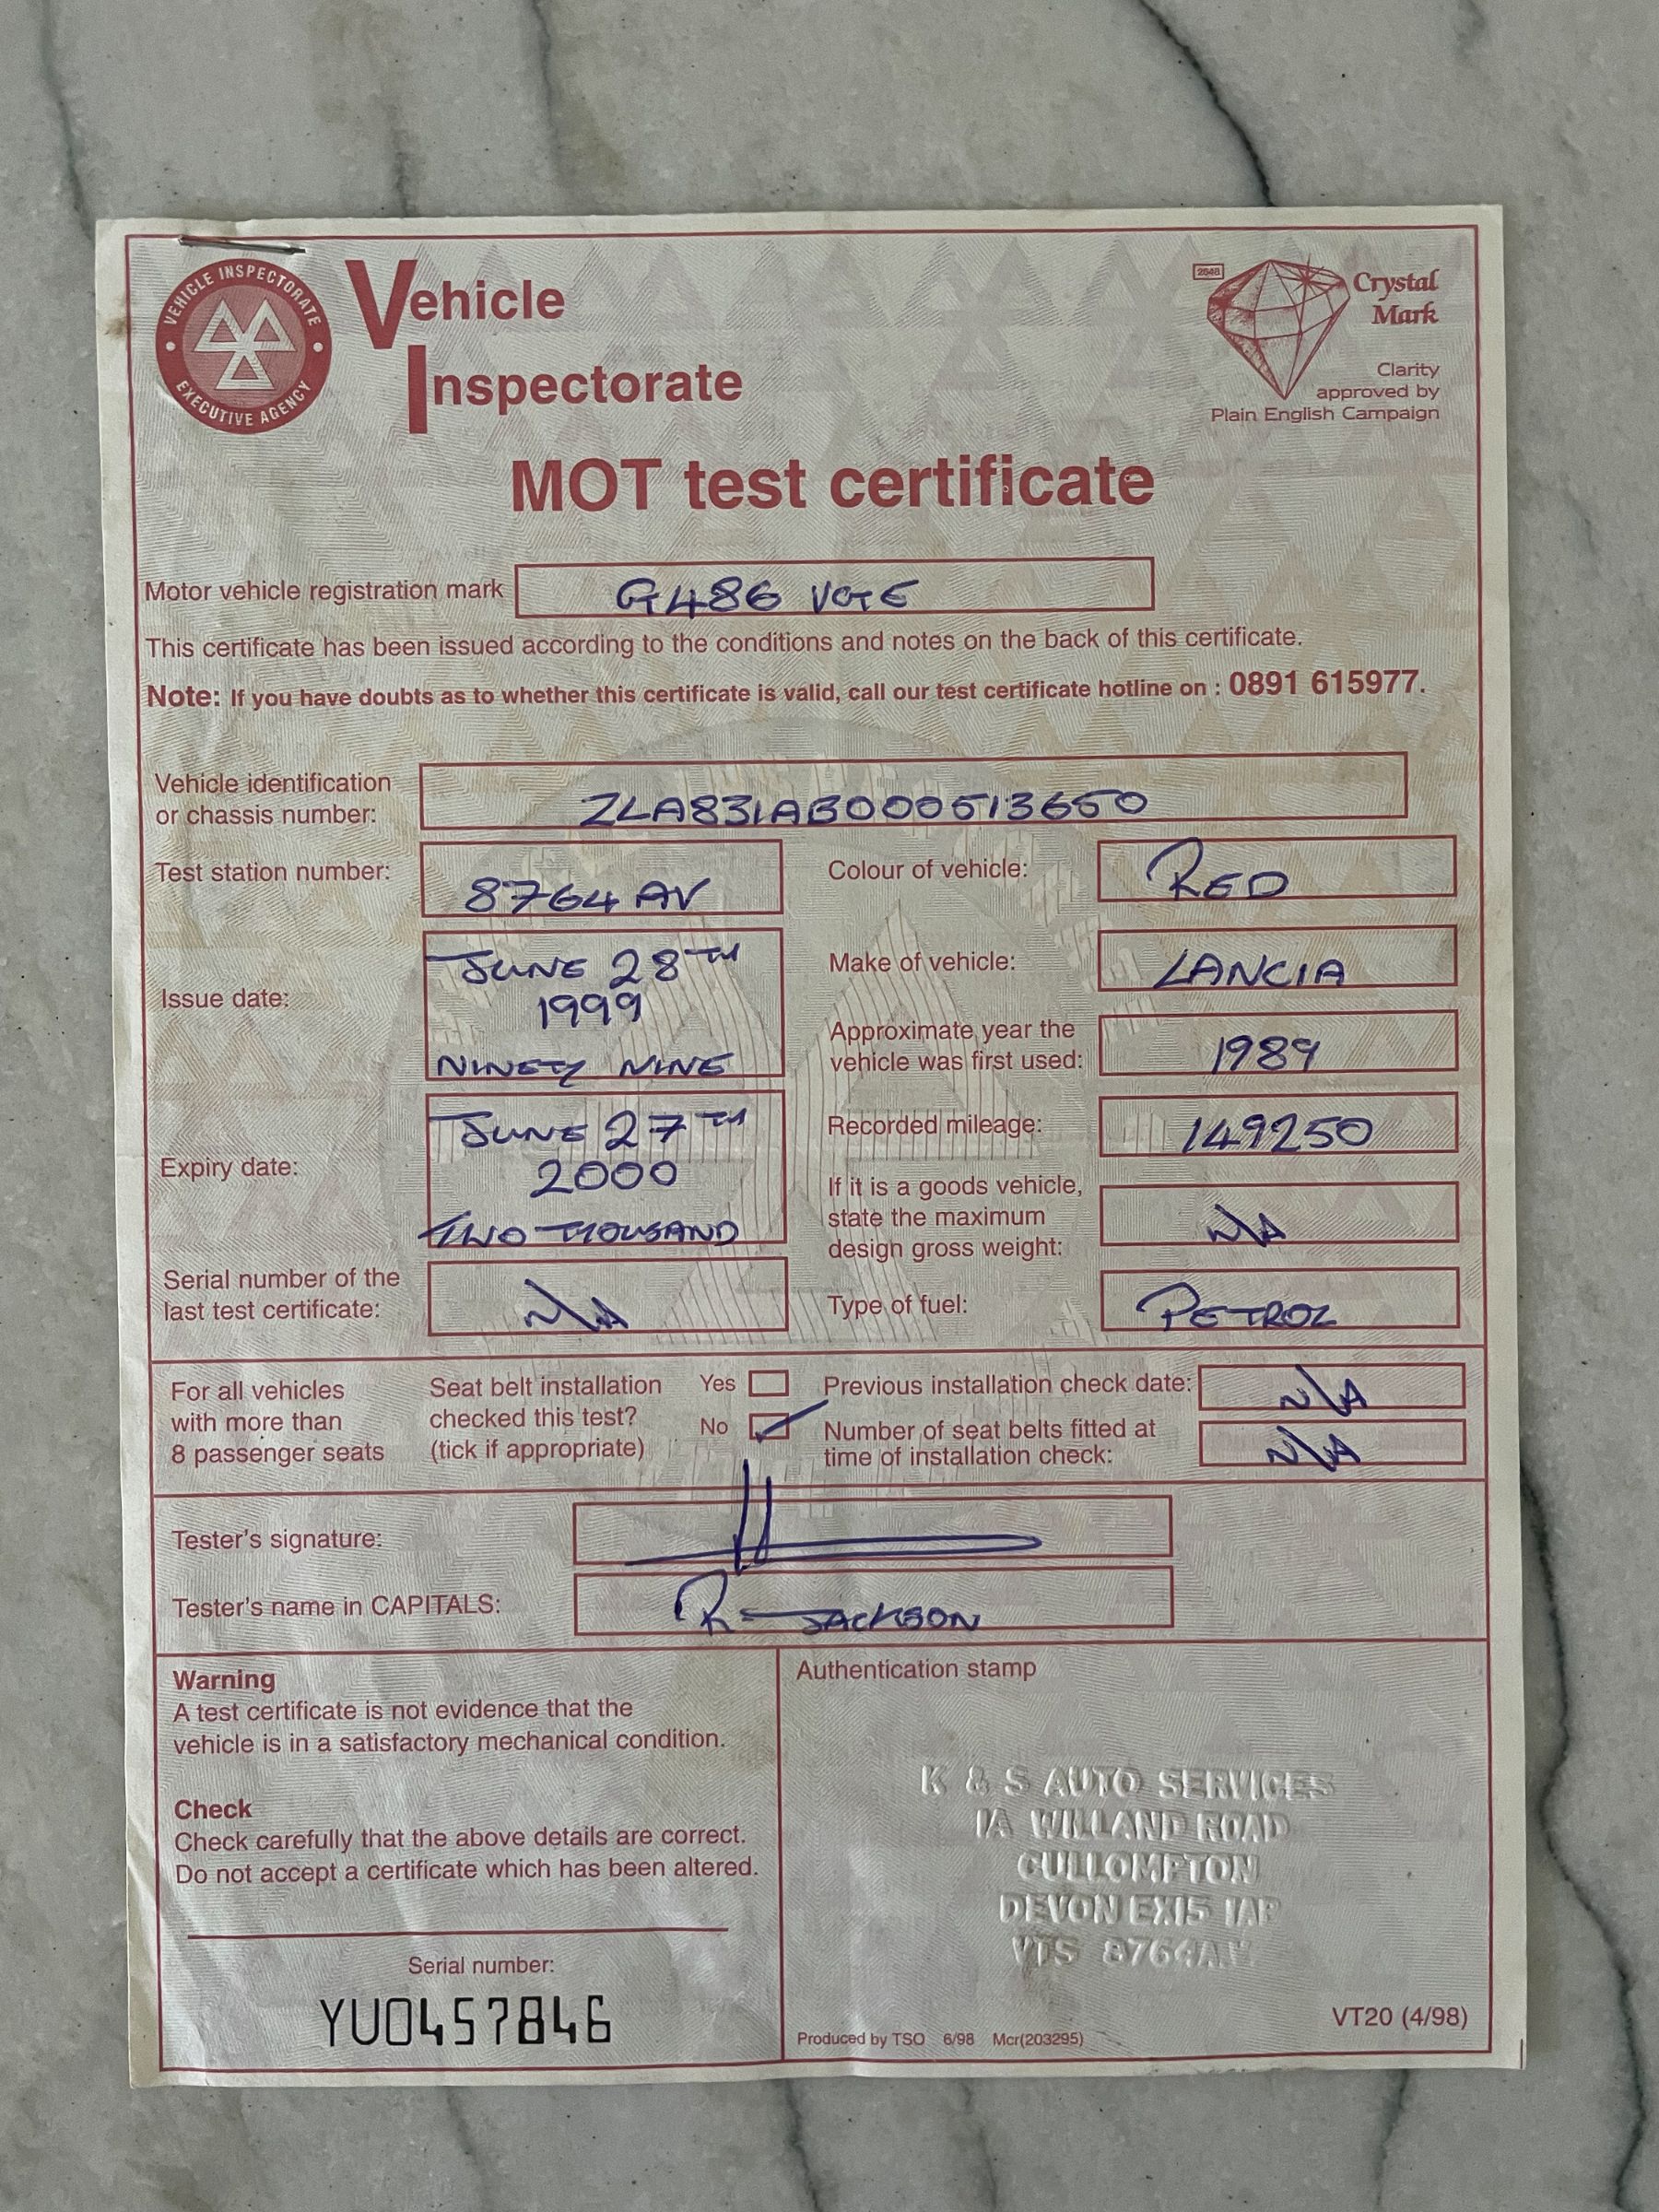 VEHICLE INSPECTORATE
EXECUTIVE AGENCY
Vehicle
Inspectorate
2848
Crystal
Mark
Clarity
approved by
Plain English Campaign
MOT test certificate
Motor vehicle registration mark G486 VGE
This certificate has been issued according to the conditions and notes on the back of this certificate.
Note: If you have doubts as to whether this certificate is valid, call our test certificate hotline on : 0891 615977.
Vehicle identification
or chassis number: ZLA831AB000513650
Test station number: 8764 AV
Colour of vehicle: RED
Issue date: JUNE 28TH
1999
NINETY NINE
Make of vehicle: LANCIA
Approximate year the
vehicle was first used: 1989
Expiry date: JUNE 27TH
2000
TWO THOUSAND
Recorded mileage: 149250
If it is a goods vehicle,
state the maximum
design gross weight: N/A
Serial number of the
last test certificate: N/A
Type of fuel: PETROL
For all vehicles
with more than
8 passenger seats
Seat belt installation
checked this test?
(tick if appropriate)
Yes
No
Previous installation check date: N/A
Number of seat belts fitted at
time of installation check: N/A
Tester's signature:
Tester's name in CAPITALS: R JACKSON
Warning
A test certificate is not evidence that the
vehicle is in a satisfactory mechanical condition.
Check
Check carefully that the above details are correct.
Do not accept a certificate which has been altered.
Serial number:
YU0457846
Authentication stamp
K & S AUTO SERVICES
1A WILLAND ROAD
CULLOMPTON
DEVON EX15 1AP
VTS 8764AV
VT20 (4/98)
Produced by TSO 6/98 Mcr(203295)